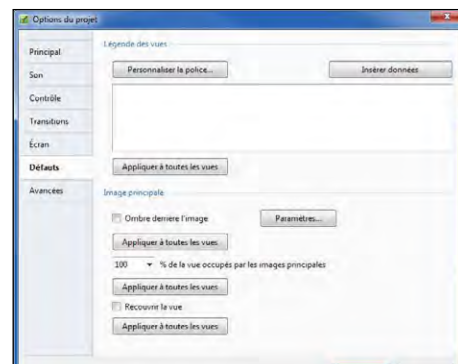 Options du projet
Principal
Son
Contrôle
Transitions
Écran
Défauts
Avancées
Légende des vues
Personnaliser la police...
Insérer données
Appliquer à toutes les vues
Image principale
Ombre derrière l'image
Paramètres...
Appliquer à toutes les vues
100 % de la vue occupés par les images principales
Appliquer à toutes les vues
Recouvrir la vue
Appliquer à toutes les vues